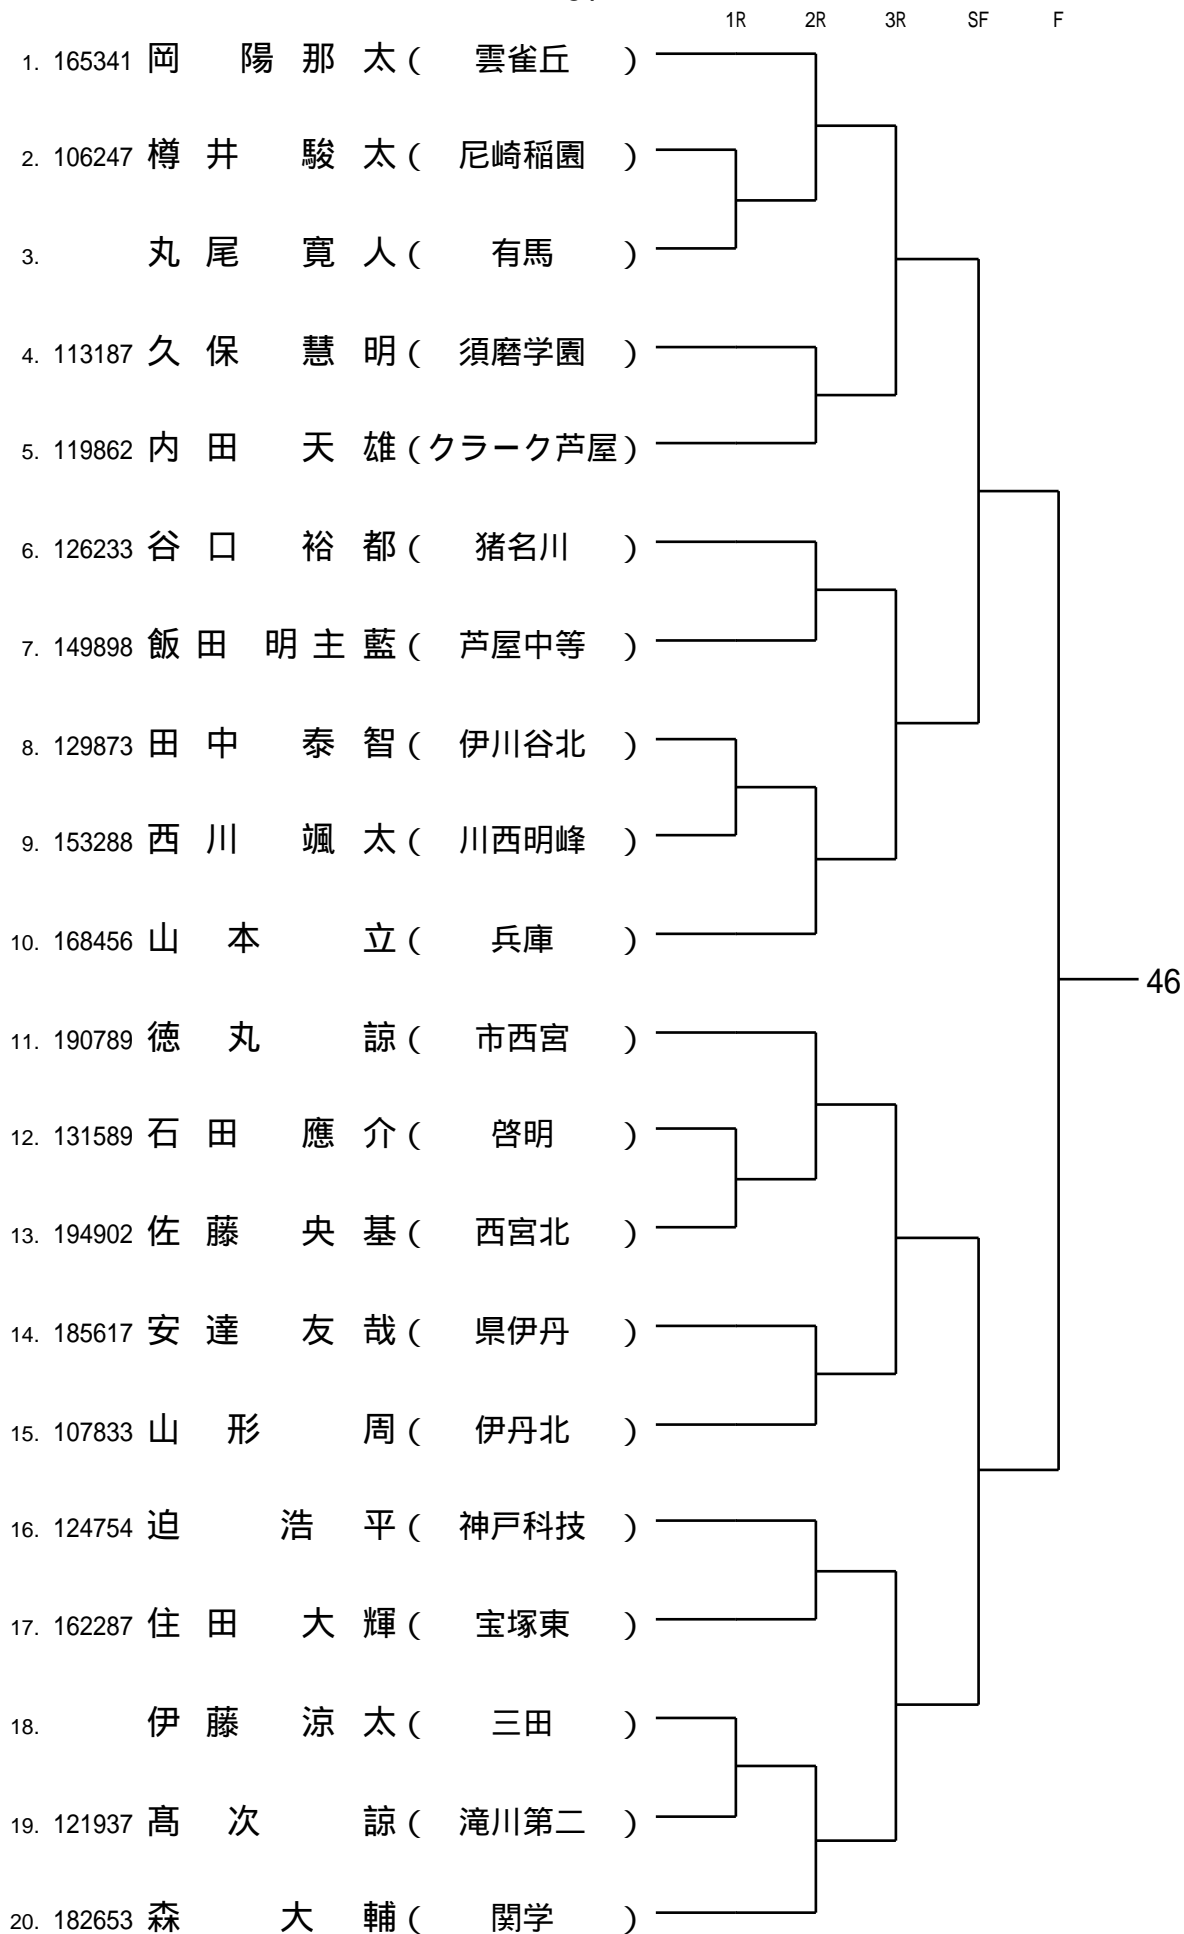 1R 2R 3R SF F
1. 165341 岡 陽那太 ( 雲雀丘 )
2. 106247 樽井 駿太 ( 尼崎稲園 )
3. 丸尾 寛人 ( 有馬 )
4. 113187 久保 慧明 ( 須磨学園 )
5. 119862 内田 天雄 ( クラーク芦屋 )
6. 126233 谷口 裕都 ( 猪名川 )
7. 149898 飯田 明主藍 ( 芦屋中等 )
8. 129873 田中 泰智 ( 伊川谷北 )
9. 153288 西川 颯太 ( 川西明峰 )
10. 168456 山本 立 ( 兵庫 )
46
11. 190789 徳丸 諒 ( 市西宮 )
12. 131589 石田 應介 ( 啓明 )
13. 194902 佐藤 央基 ( 西宮北 )
14. 185617 安達 友哉 ( 県伊丹 )
15. 107833 山形 周 ( 伊丹北 )
16. 124754 迫 浩平 ( 神戸科技 )
17. 162287 住田 大輝 ( 宝塚東 )
18. 伊藤 涼太 ( 三田 )
19. 121937 髙次 諒 ( 滝川第二 )
20. 182653 森 大輔 ( 関学 )